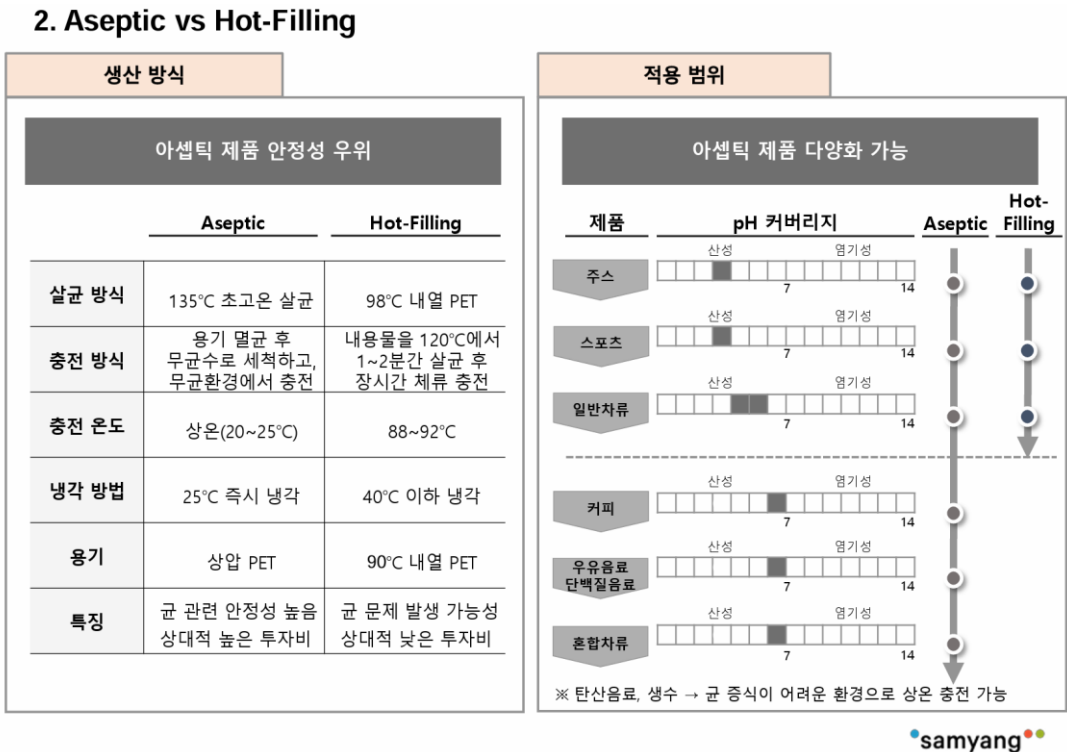 2. Aseptic vs Hot-Filling
생산 방식
아셉틱 제품 안정성 우위
Aseptic Hot-Filling
살균 방식 135℃ 초고온 살균 98℃ 내열 PET
충전 방식
용기 멸균 후
무균수로 세척하고,
무균환경에서 충전
내용물을 120℃에서
1~2분간 살균 후
장시간 체류 충전
충전 온도 상온(20~25℃) 88~92℃
냉각 방법 25℃ 즉시 냉각 40℃ 이하 냉각
용기 상압 PET 90℃ 내열 PET
특징
균 관련 안정성 높음
상대적 높은 투자비
균 문제 발생 가능성
상대적 낮은 투자비
적용 범위
아셉틱 제품 다양화 가능
제품 pH 커버리지 Aseptic Hot-
Filling
산성 염기성
주스
7 14
산성 염기성
스포츠
7 14
산성 염기성
일반차류
7 14
산성 염기성
커피
7 14
산성 염기성
우유음료
단백질음료
7 14
산성 염기성
혼합차류
7 14
※ 탄산음료, 생수 → 균 증식이 어려운 환경으로 상온 충전 가능
samyang